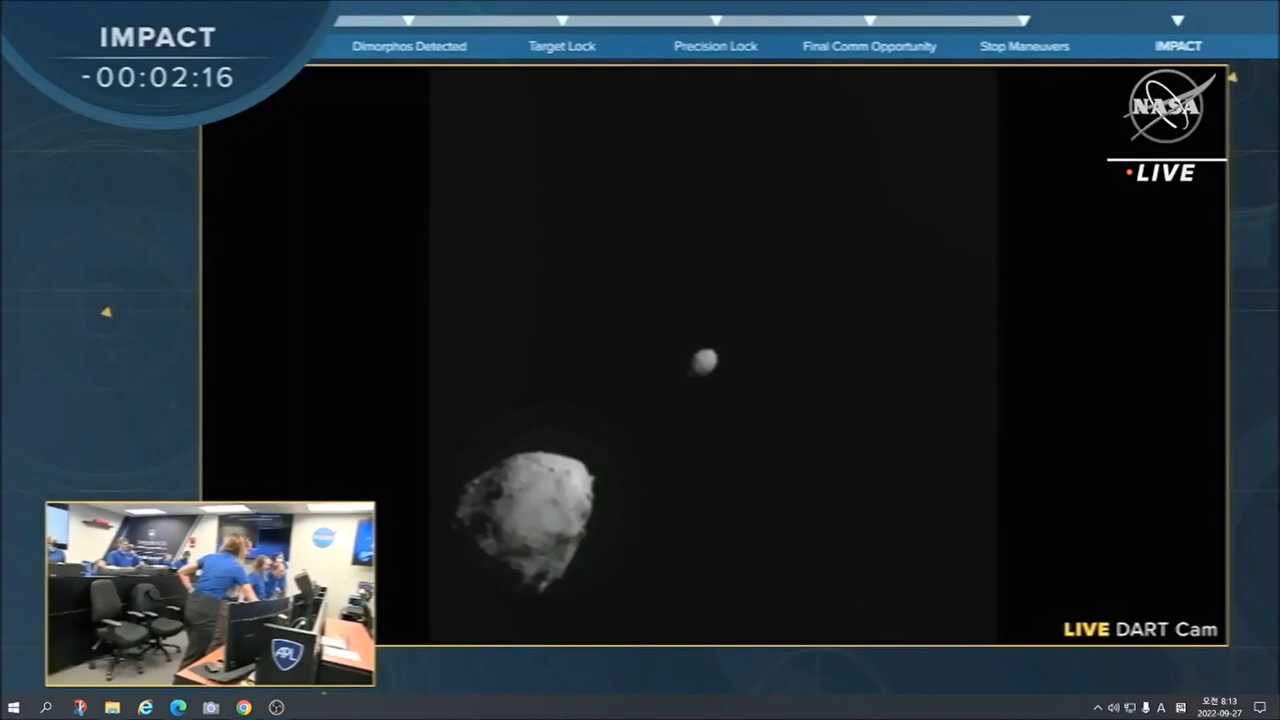 IMPACT
-00:02:16
Dimorphos Detected
Target Lock
Precision Lock
Final Comm Opportunity
Stop Maneuvers
IMPACT
NASA
LIVE
LIVE DART Cam
APL
A
오전 8:13
2022-09-27